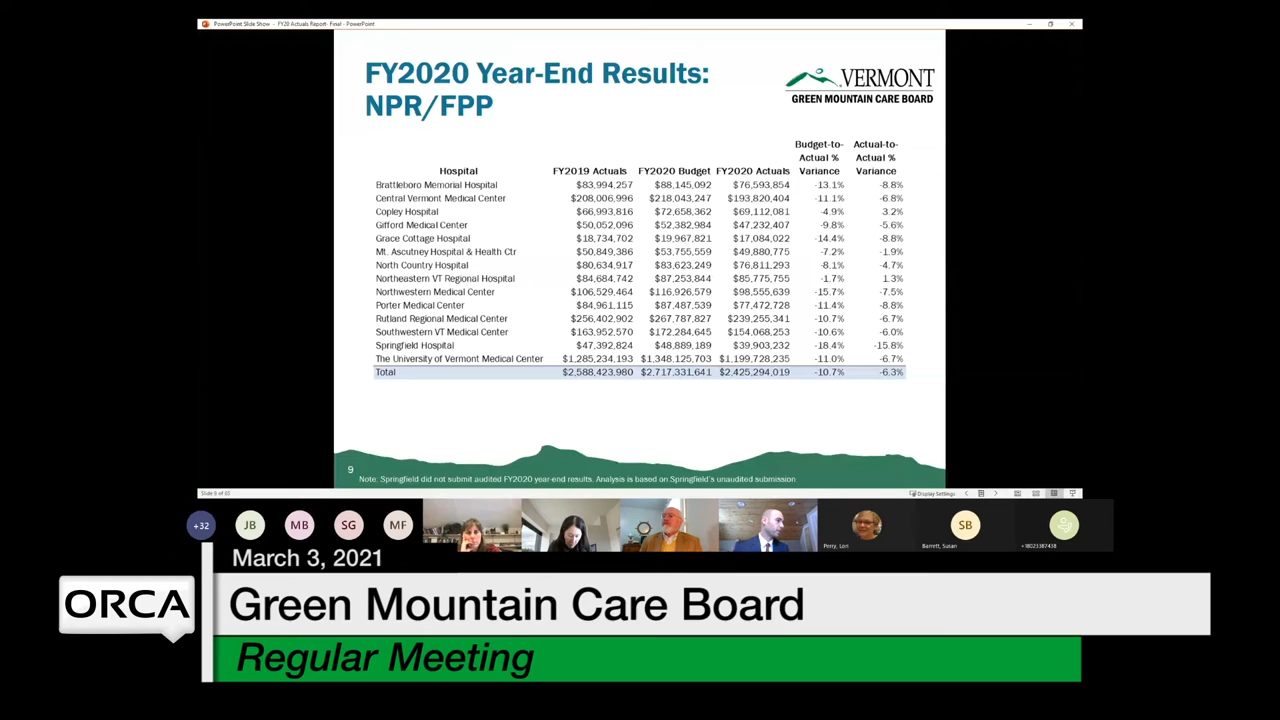 PowerPoint Slide Show - FY20 Actuals Report- Final - PowerPoint
FY2020 Year-End Results:
NPR/FPP
VERMONT
GREEN MOUNTAIN CARE BOARD
Hospital FY2019 Actuals FY2020 Budget FY2020 Actuals Budget-to-Actual % Variance Actual-to-Actual % Variance
Brattleboro Memorial Hospital $83,994,257 $88,145,092 $76,593,854 -13.1% -8.8%
Central Vermont Medical Center $208,006,996 $218,043,247 $193,820,404 -11.1% -6.8%
Copley Hospital $66,993,816 $72,658,362 $69,112,081 -4.9% 3.2%
Gifford Medical Center $50,052,096 $52,382,984 $47,232,407 -9.8% -5.6%
Grace Cottage Hospital $18,734,702 $19,967,821 $17,084,022 -14.4% -8.8%
Mt. Ascutney Hospital & Health Ctr $50,849,386 $53,755,559 $49,880,775 -7.2% -1.9%
North Country Hospital $80,634,917 $83,623,249 $76,811,293 -8.1% -4.7%
Northeastern VT Regional Hospital $84,684,742 $87,253,844 $85,775,755 -1.7% 1.3%
Northwestern Medical Center $106,529,464 $116,926,579 $98,555,639 -15.7% -7.5%
Porter Medical Center $84,961,115 $87,487,539 $77,472,728 -11.4% -8.8%
Rutland Regional Medical Center $256,402,902 $267,787,827 $239,255,341 -10.7% -6.7%
Southwestern VT Medical Center $163,952,570 $172,284,645 $154,068,253 -10.6% -6.0%
Springfield Hospital $47,392,824 $48,889,189 $39,903,232 -18.4% -15.8%
The University of Vermont Medical Center $1,285,234,193 $1,348,125,703 $1,199,728,235 -11.0% -6.7%
Total $2,588,423,980 $2,717,331,641 $2,425,294,019 -10.7% -6.3%
9
Note: Springfield did not submit audited FY2020 year-end results. Analysis is based on Springfield's unaudited submission
Display Settings
+32 JB MB SG MF SB
Perry, Lori
Barrett, Susan
+18023387438
March 3, 2021
ORCA
Green Mountain Care Board
Regular Meeting